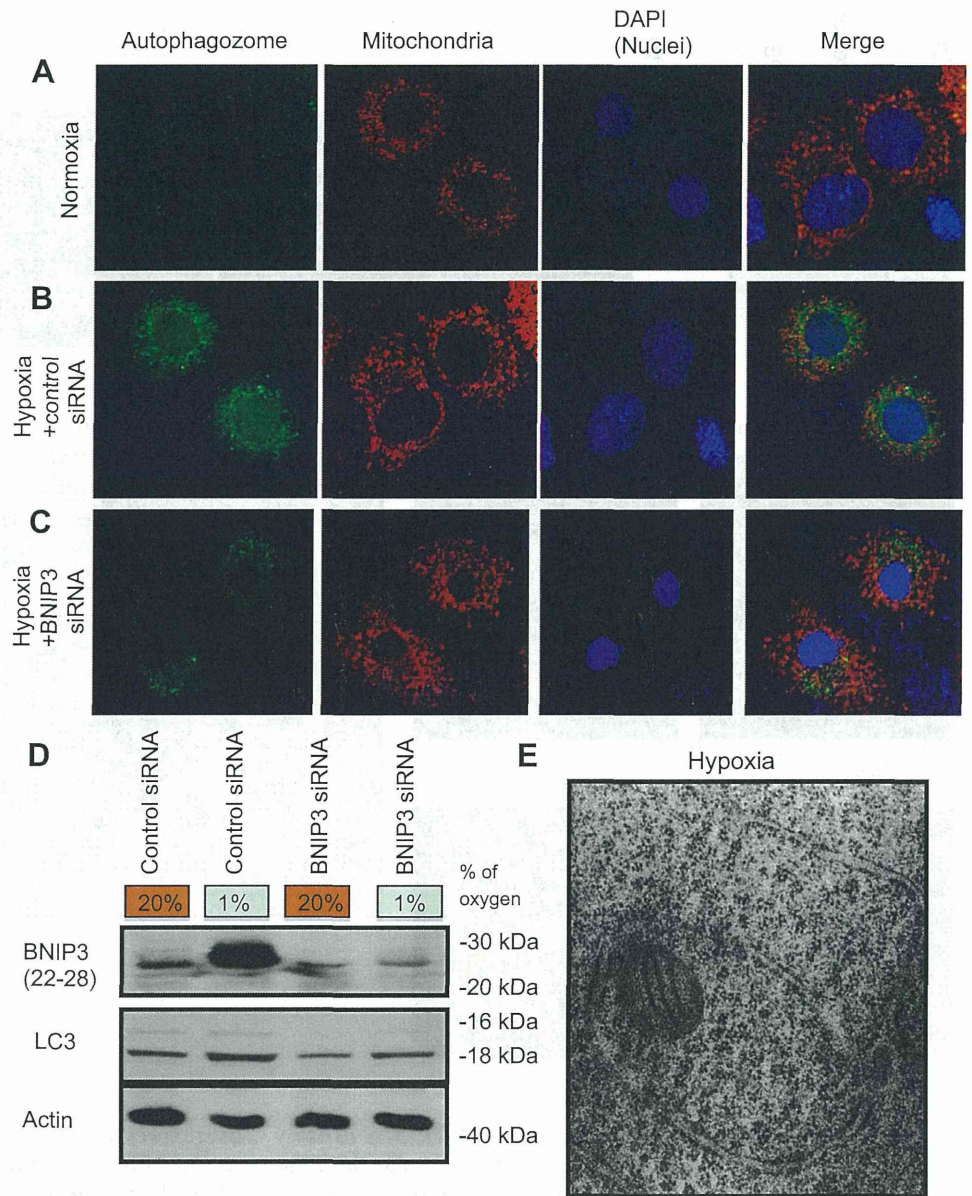 Autophagozome
Mitochondria
DAPI
(Nuclei)
Merge
A
Normoxia
B
Hypoxia
+control
siRNA
C
Hypoxia
+BNIP3
siRNA
D
Control siRNA
Control siRNA
BNIP3 siRNA
BNIP3 siRNA
20%
1%
20%
1%
% of
oxygen
BNIP3
(22-28)
-30 kDa
-20 kDa
LC3
-16 kDa
-18 kDa
Actin
-40 kDa
E
Hypoxia